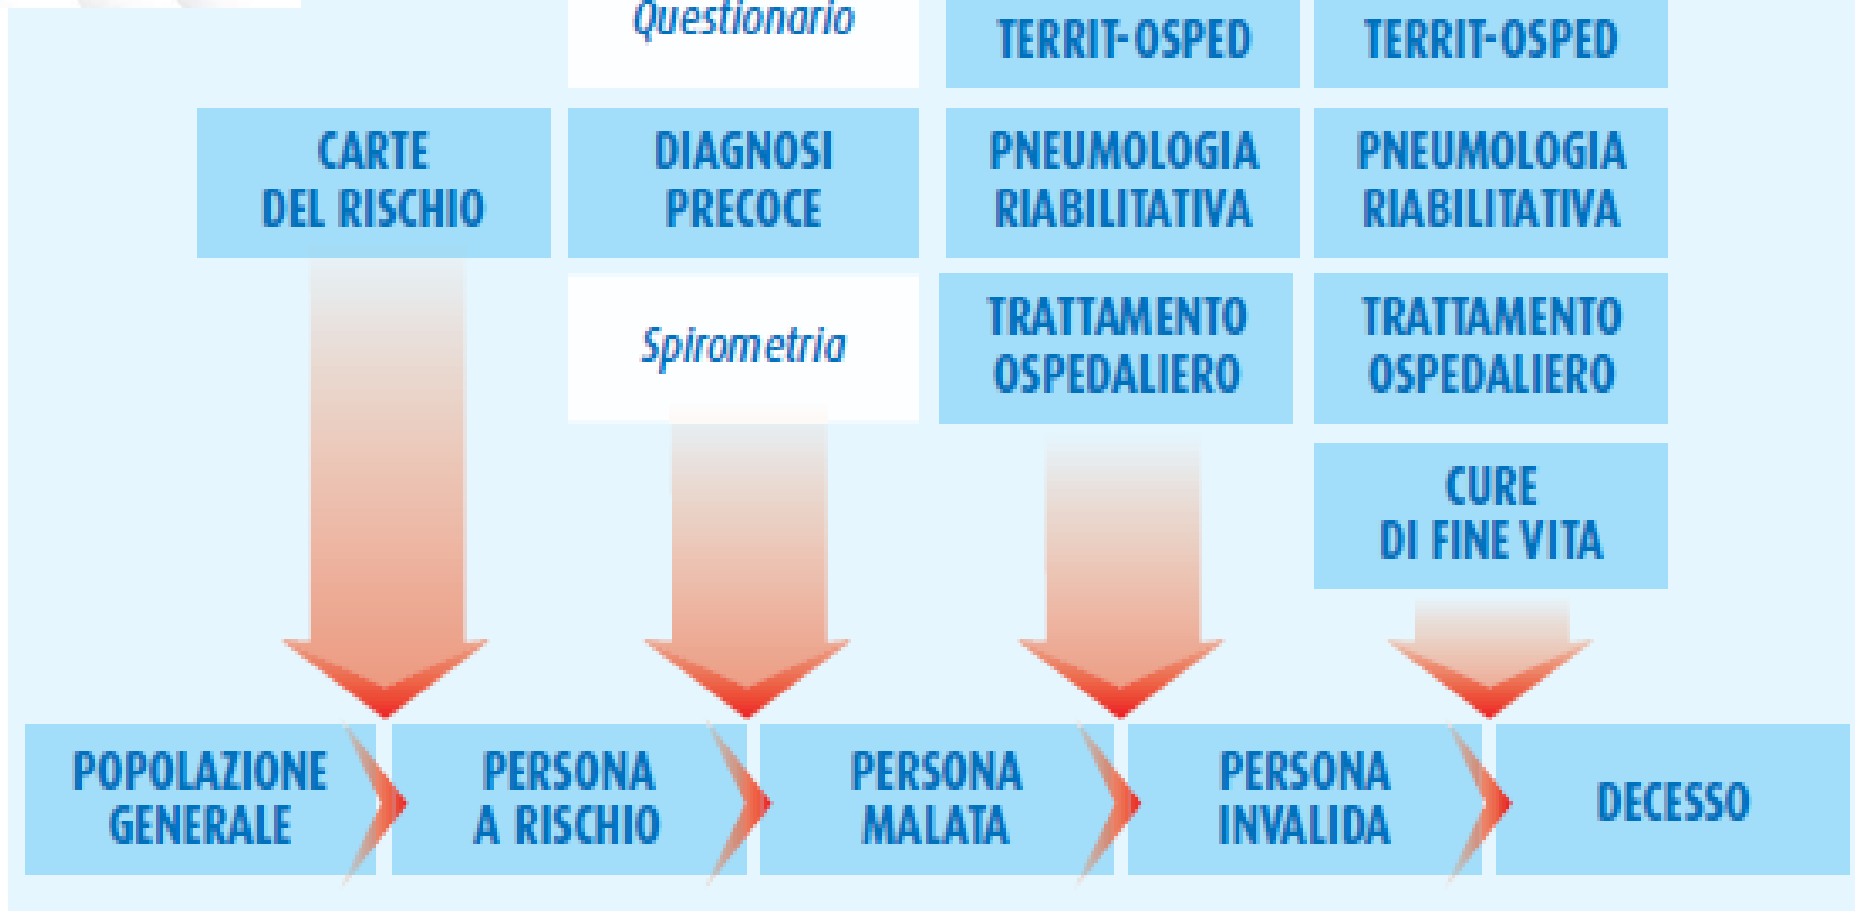 Questionario
TERRIT-OSPED
TERRIT-OSPED
CARTE
DEL RISCHIO
DIAGNOSI
PRECOCE
PNEUMOLOGIA
RIABILITATIVA
PNEUMOLOGIA
RIABILITATIVA
Spirometria
TRATTAMENTO
OSPEDALIERO
TRATTAMENTO
OSPEDALIERO
CURE
DI FINE VITA
POPOLAZIONE
GENERALE
PERSONA
A RISCHIO
PERSONA
MALATA
PERSONA
INVALIDA
DECESSO